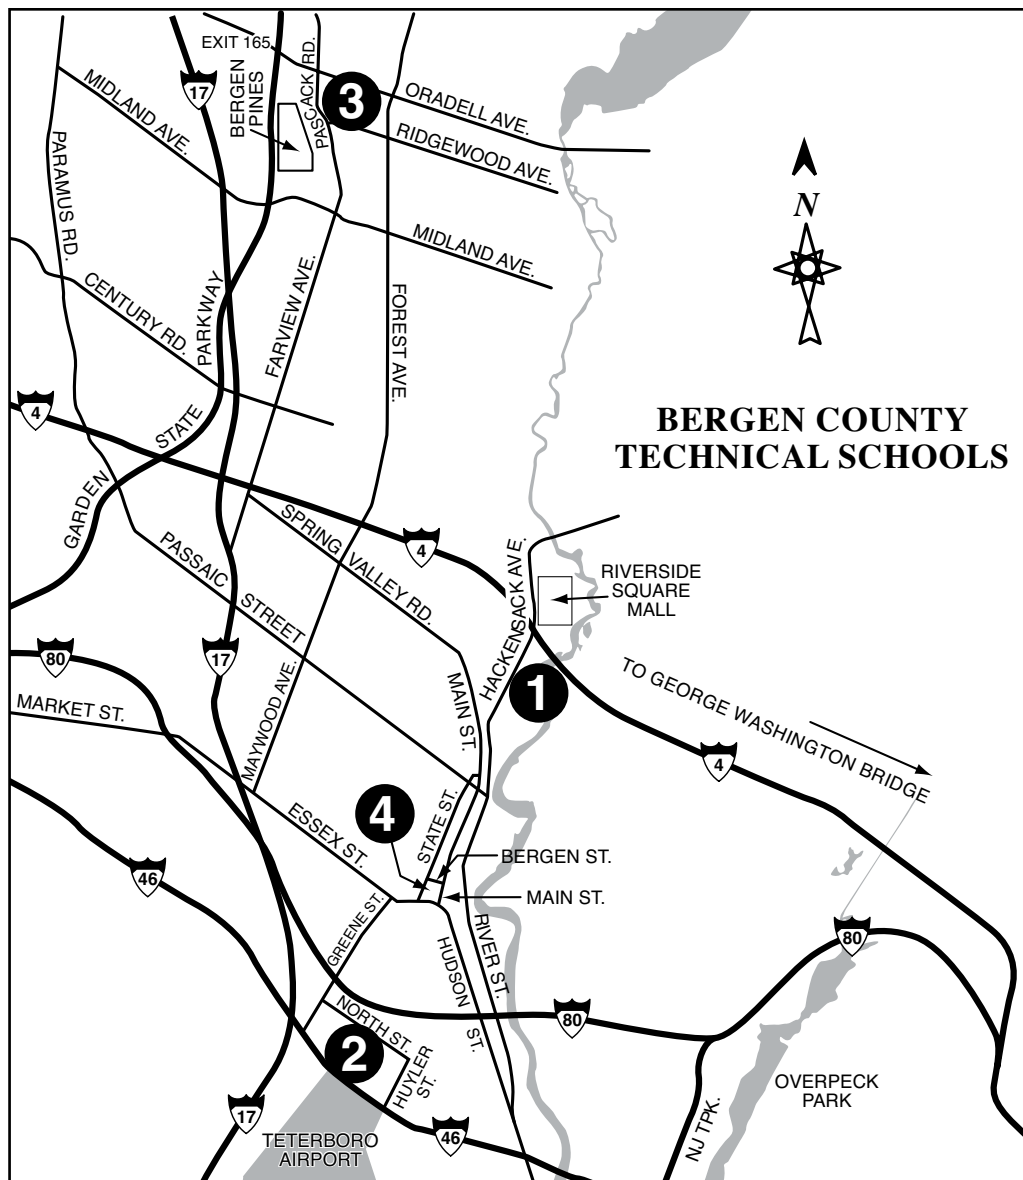 EXIT 165
17
BERGEN
PINES
PASCACK RD.
3
ORADELL AVE.
RIDGEWOOD AVE.
MIDLAND AVE.
PARAMUS RD.
N
MIDLAND AVE.
CENTURY RD.
PARKWAY
FARVIEW AVE.
FOREST AVE.
4
STATE
GARDEN
BERGEN COUNTY
TECHNICAL SCHOOLS
SPRING VALLEY RD.
4
PASSAIC STREET
HACKENSACK AVE.
RIVERSIDE
SQUARE
MALL
80
17
MARKET ST.
MAYWOOD AVE.
MAIN ST.
1
TO GEORGE WASHINGTON BRIDGE
4
4
STATE ST.
ESSEX ST.
BERGEN ST.
46
MAIN ST.
GREENE ST.
HUDSON ST.
RIVER ST.
80
80
NORTH ST.
2
HUYLER
ST.
17
TETERBORO
AIRPORT
46
NJ TPK.
OVERPECK
PARK